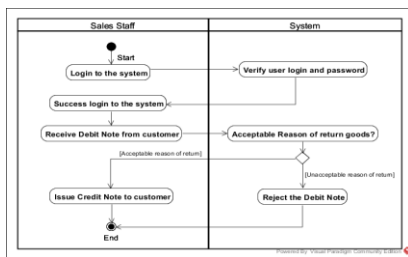 Sales Staff
System
Start
Login to the system
Verify user login and password
Success login to the system
Receive Debit Note from customer
Acceptable Reason of return goods?
[Acceptable reason of return]
[Unacceptable reason of return]
Issue Credit Note to customer
Reject the Debit Note
End
Powered By Visual Paradigm Community Edition